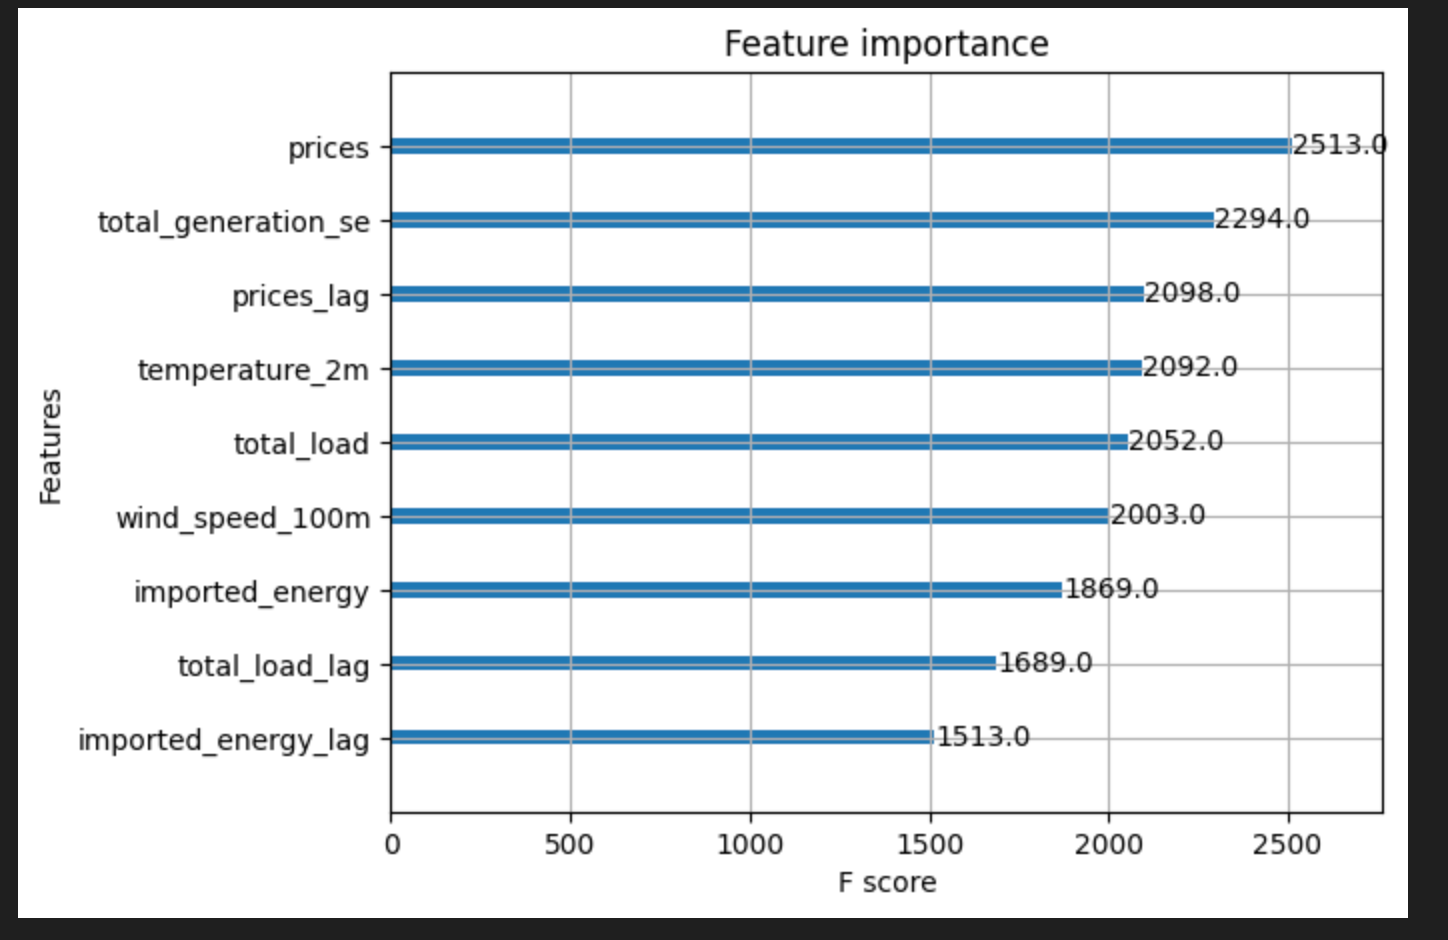 Feature importance
prices 2513.0
total_generation_se 2294.0
prices_lag 2098.0
temperature_2m 2092.0
total_load 2052.0
wind_speed_100m 2003.0
imported_energy 1869.0
total_load_lag 1689.0
imported_energy_lag 1513.0
Features
0 500 1000 1500 2000 2500
F score